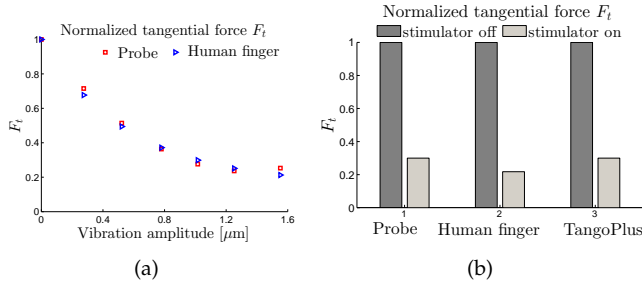 Normalized tangential force F_t
Probe Human finger
1
0.8
0.6
0.4
0.2
0
F_t
0 0.4 0.8 1.2 1.6
Vibration amplitude [μm]
(a)
Normalized tangential force F_t
stimulator off stimulator on
1
0.8
0.6
0.4
0.2
0
F_t
1 2 3
Probe Human finger TangoPlus
(b)